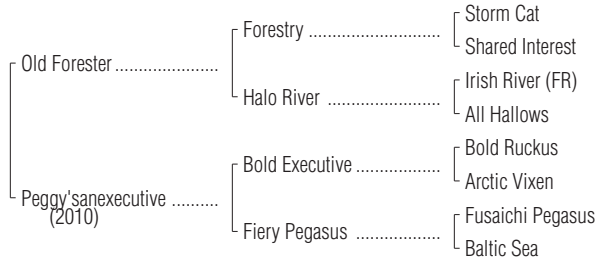 Storm Cat
Forestry ............................
Shared Interest
Old Forester ......................
Irish River (FR)
Halo River ........................
All Hallows
Bold Ruckus
Bold Executive ..................
Arctic Vixen
Peggy'sanexecutive ..........
(2010)
Fusaichi Pegasus
Fiery Pegasus ..................
Baltic Sea